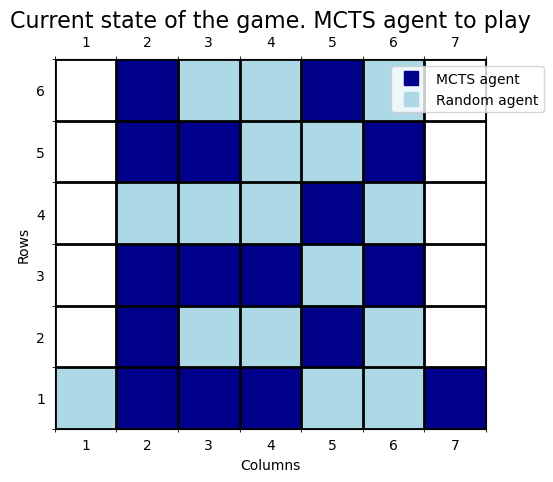 Current state of the game. MCTS agent to play
1 2 3 4 5 6 7
MCTS agent
Random agent
6
5
4
3
2
1
Rows
1 2 3 4 5 6 7
Columns